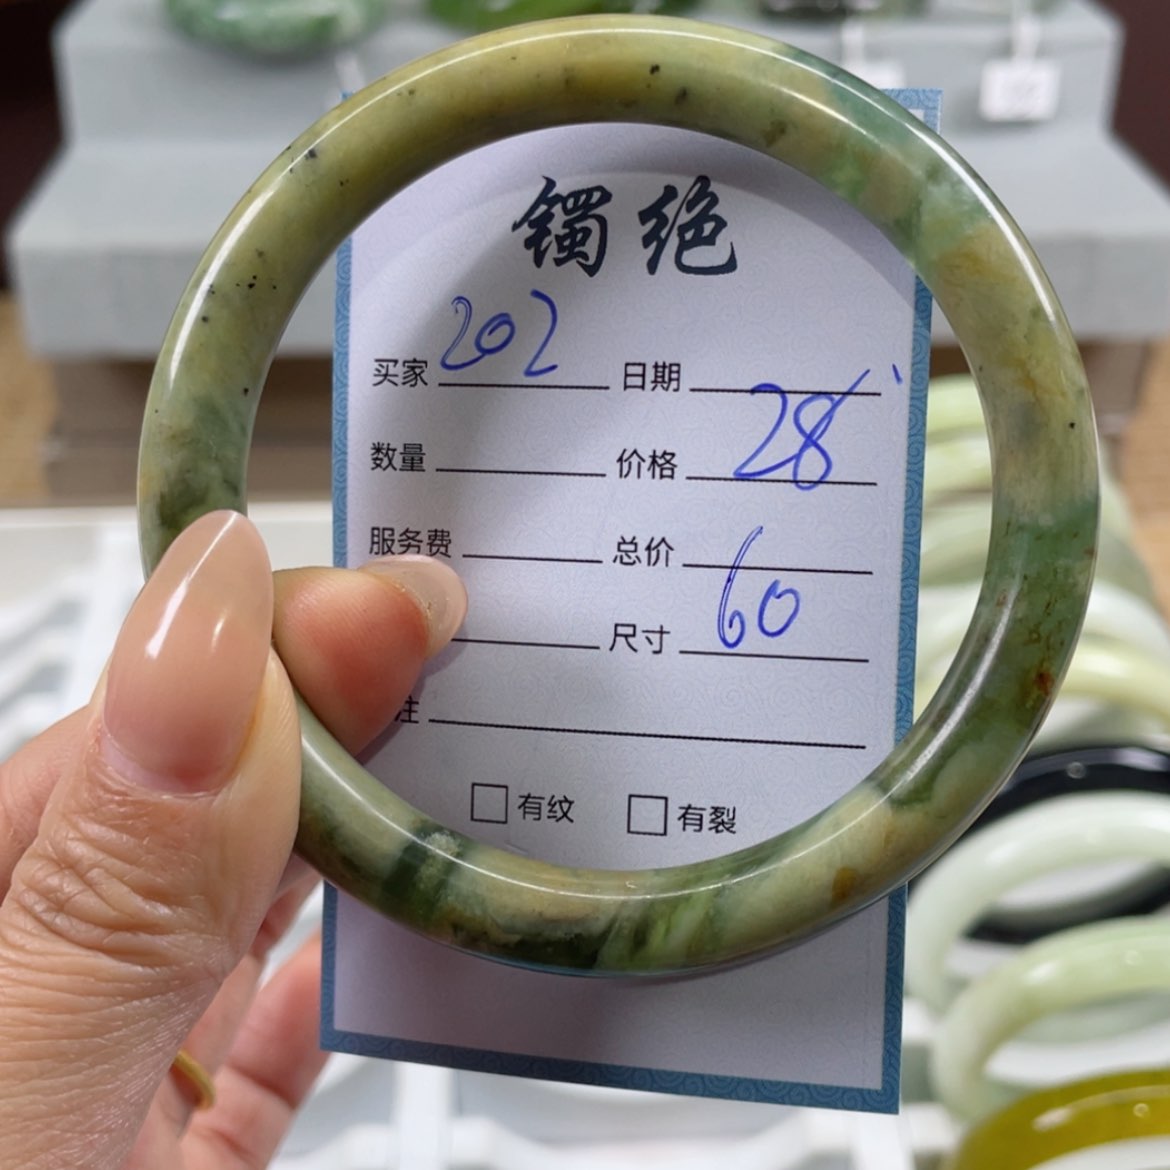 镯绝
买家 202 日期
数量 价格 28
服务费 总价
尺寸 60
注
有纹 有裂